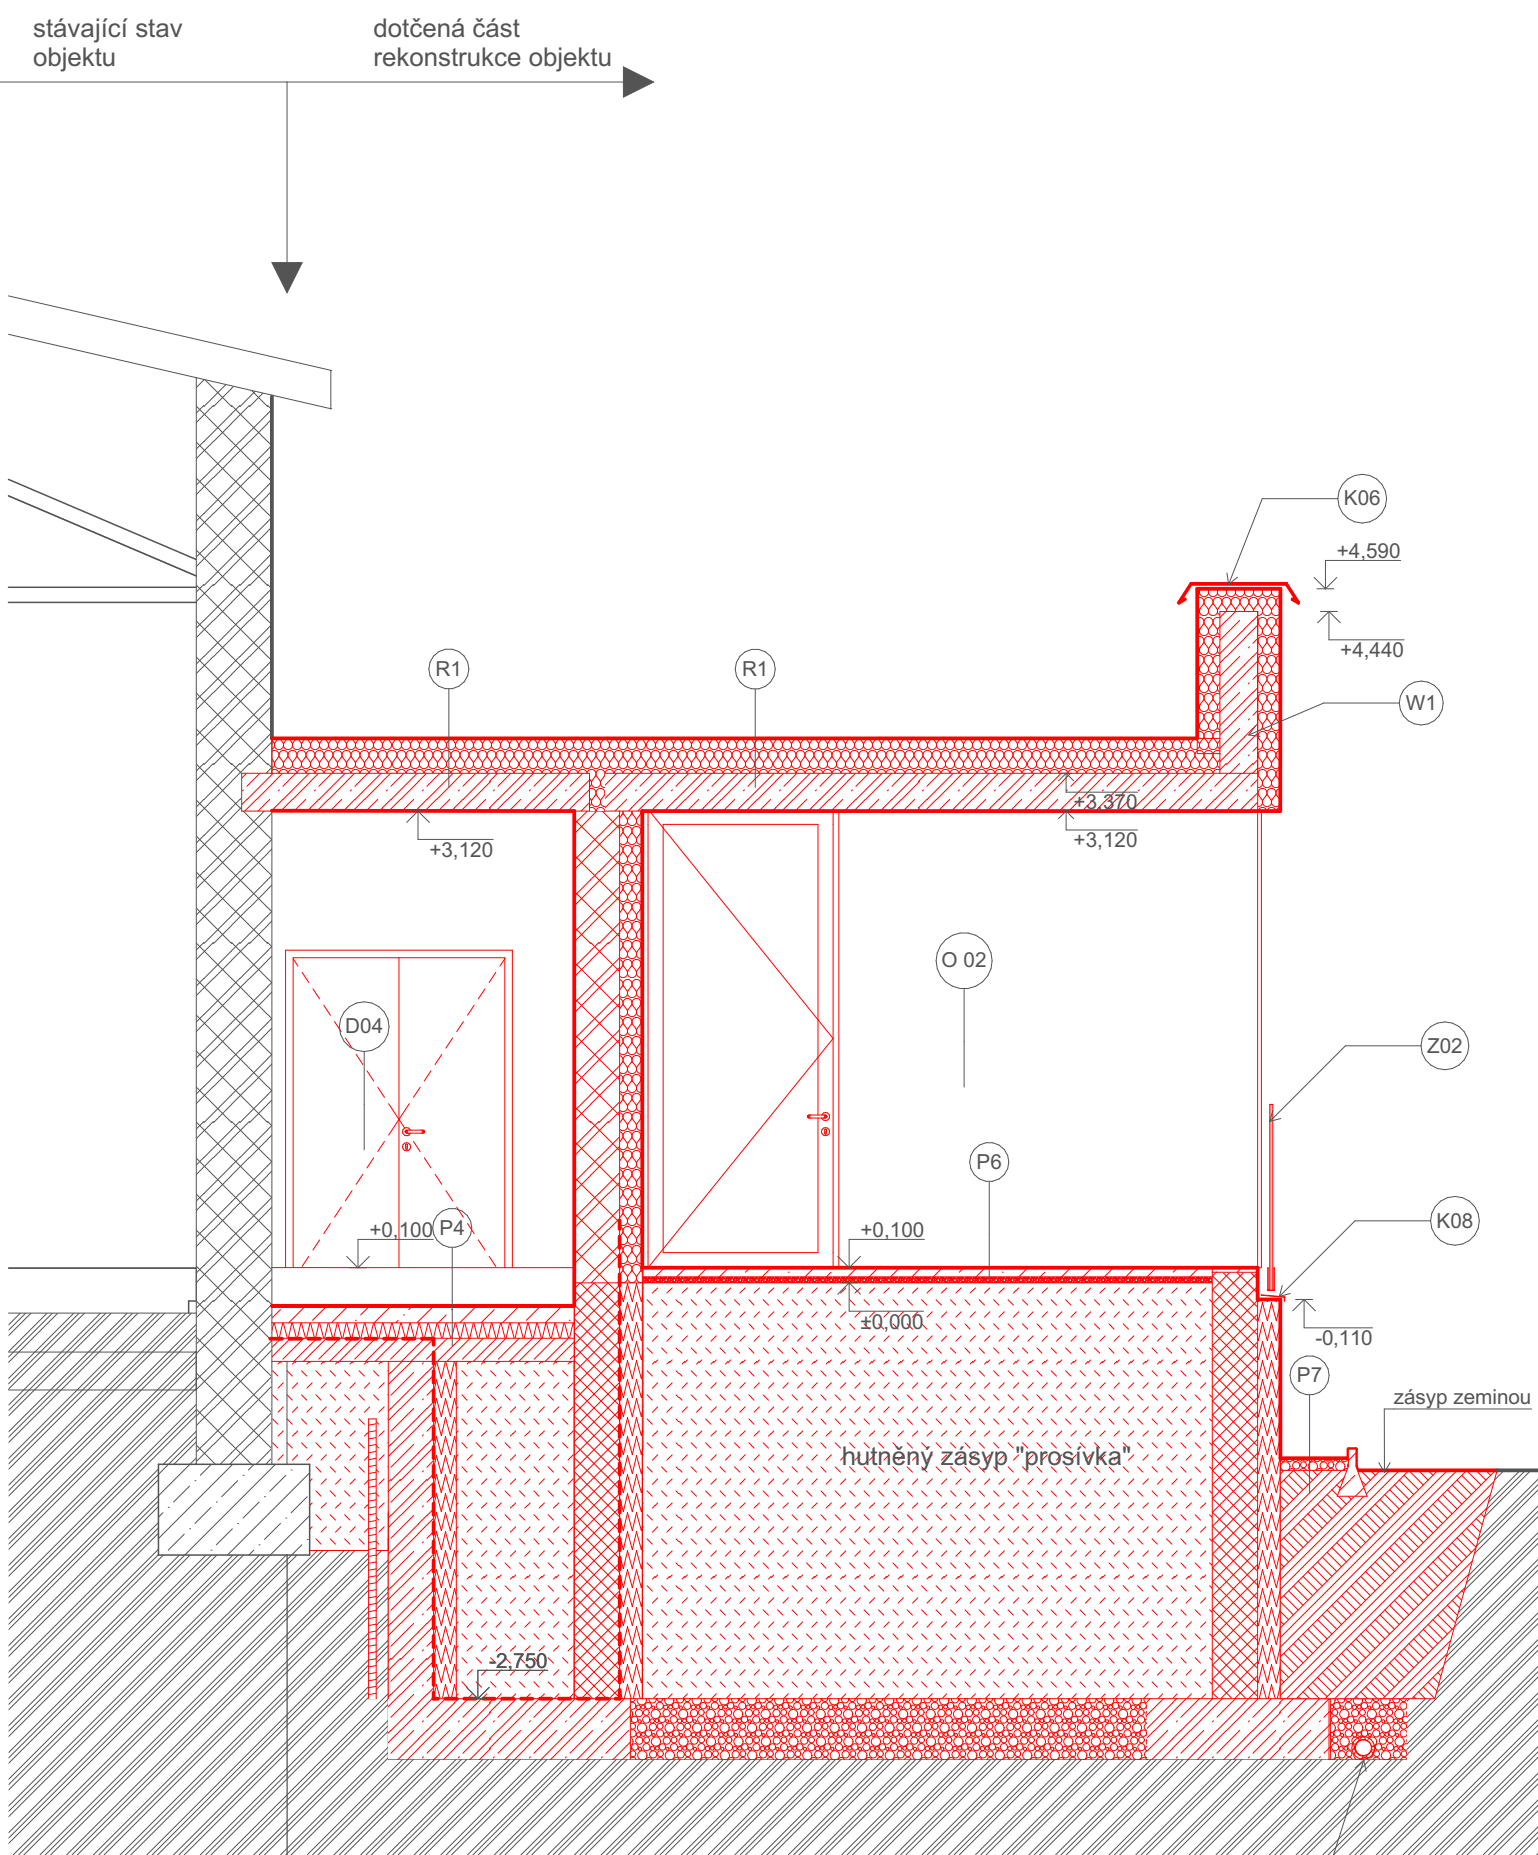 stávající stav
objektu
dotčená část
rekonstrukce objektu
K06
+4,590
+4,440
R1
R1
W1
+3,370
+3,120
+3,120
O 02
D04
Z02
P6
+0,100
P4
+0,100
K08
±0,000
-0,110
P7
zásyp zeminou
hutněný zásyp "prosívka"
-2,750